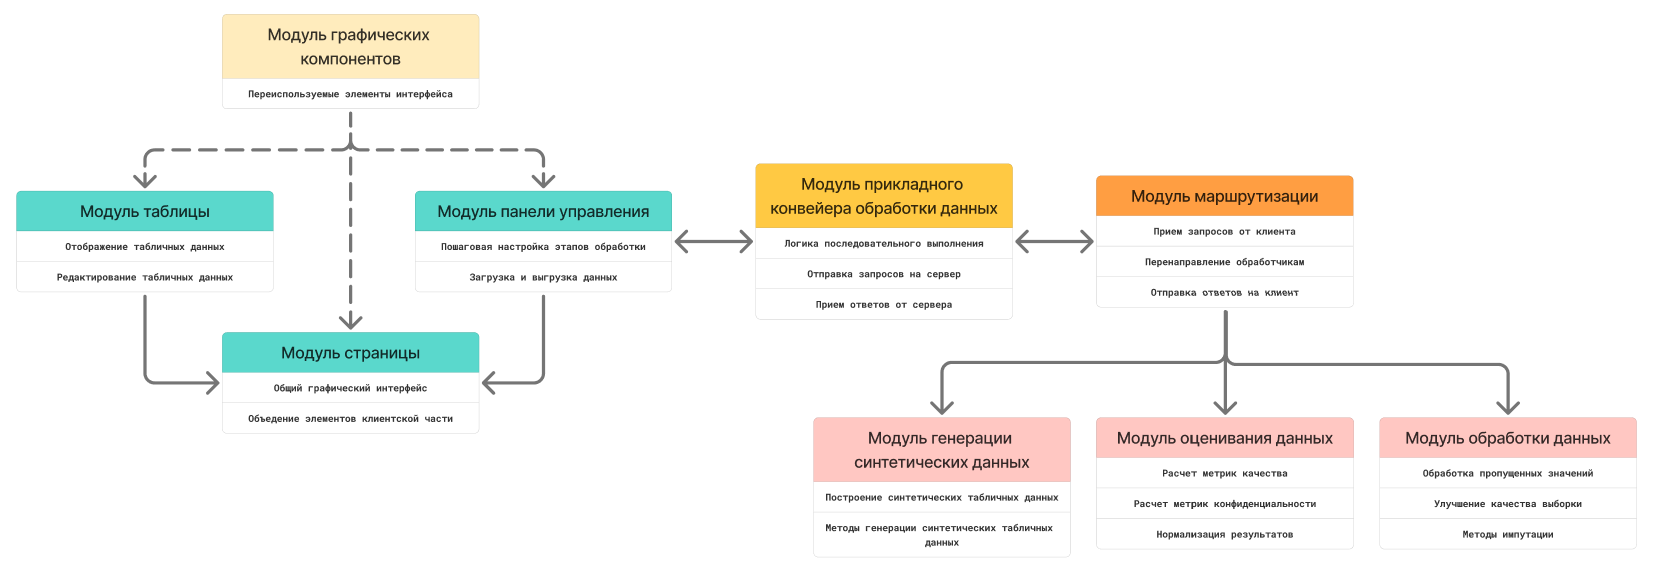 Модуль графических
компонентов
Переиспользуемые элементы интерфейса
Модуль таблицы
Отображение табличных данных
Редактирование табличных данных
Модуль панели управления
Пошаговая настройка этапов обработки
Загрузка и выгрузка данных
Модуль страницы
Общий графический интерфейс
Объедение элементов клиентской части
Модуль прикладного
конвейера обработки данных
Логика последовательного выполнения
Отправка запросов на сервер
Прием ответов от сервера
Модуль маршрутизации
Прием запросов от клиента
Перенаправление обработчикам
Отправка ответов на клиент
Модуль генерации
синтетических данных
Построение синтетических табличных данных
Методы генерации синтетических табличных
данных
Модуль оценивания данных
Расчет метрик качества
Расчет метрик конфиденциальности
Нормализация результатов
Модуль обработки данных
Обработка пропущенных значений
Улучшение качества выборки
Методы импутации